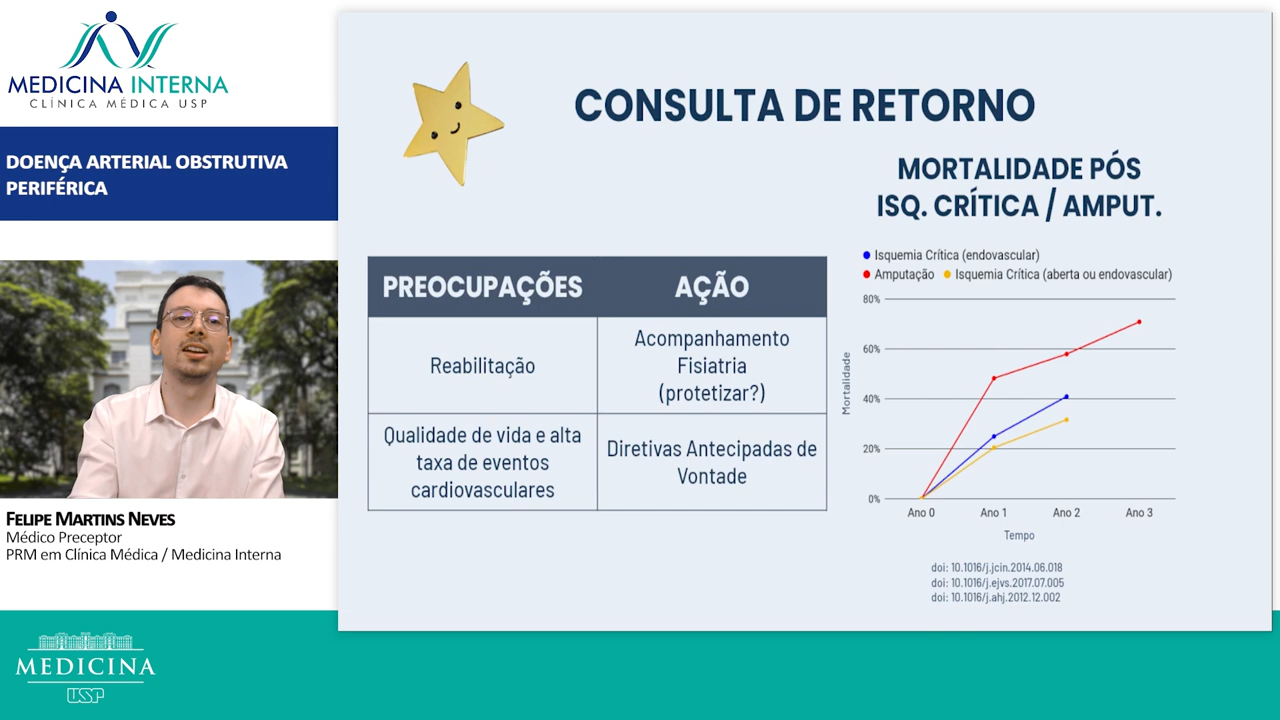 MEDICINA INTERNA
CLÍNICA MÉDICA USP
DOENÇA ARTERIAL OBSTRUTIVA
PERIFÉRICA
FELIPE MARTINS NEVES
Médico Preceptor
PRM em Clínica Médica / Medicina Interna
MEDICINA
USP
CONSULTA DE RETORNO
PREOCUPAÇÕES
AÇÃO
Reabilitação
Acompanhamento
Fisiatria
(protetizar?)
Qualidade de vida e alta
taxa de eventos
cardiovasculares
Diretivas Antecipadas de
Vontade
MORTALIDADE PÓS
ISQ. CRÍTICA / AMPUT.
Isquemia Crítica (endovascular)
Amputação Isquemia Crítica (aberta ou endovascular)
80%
60%
40%
20%
0%
Mortalidade
Ano 0 Ano 1 Ano 2 Ano 3
Tempo
doi: 10.1016/j.jcin.2014.06.018
doi: 10.1016/j.ejvs.2017.07.005
doi: 10.1016/j.ahj.2012.12.002